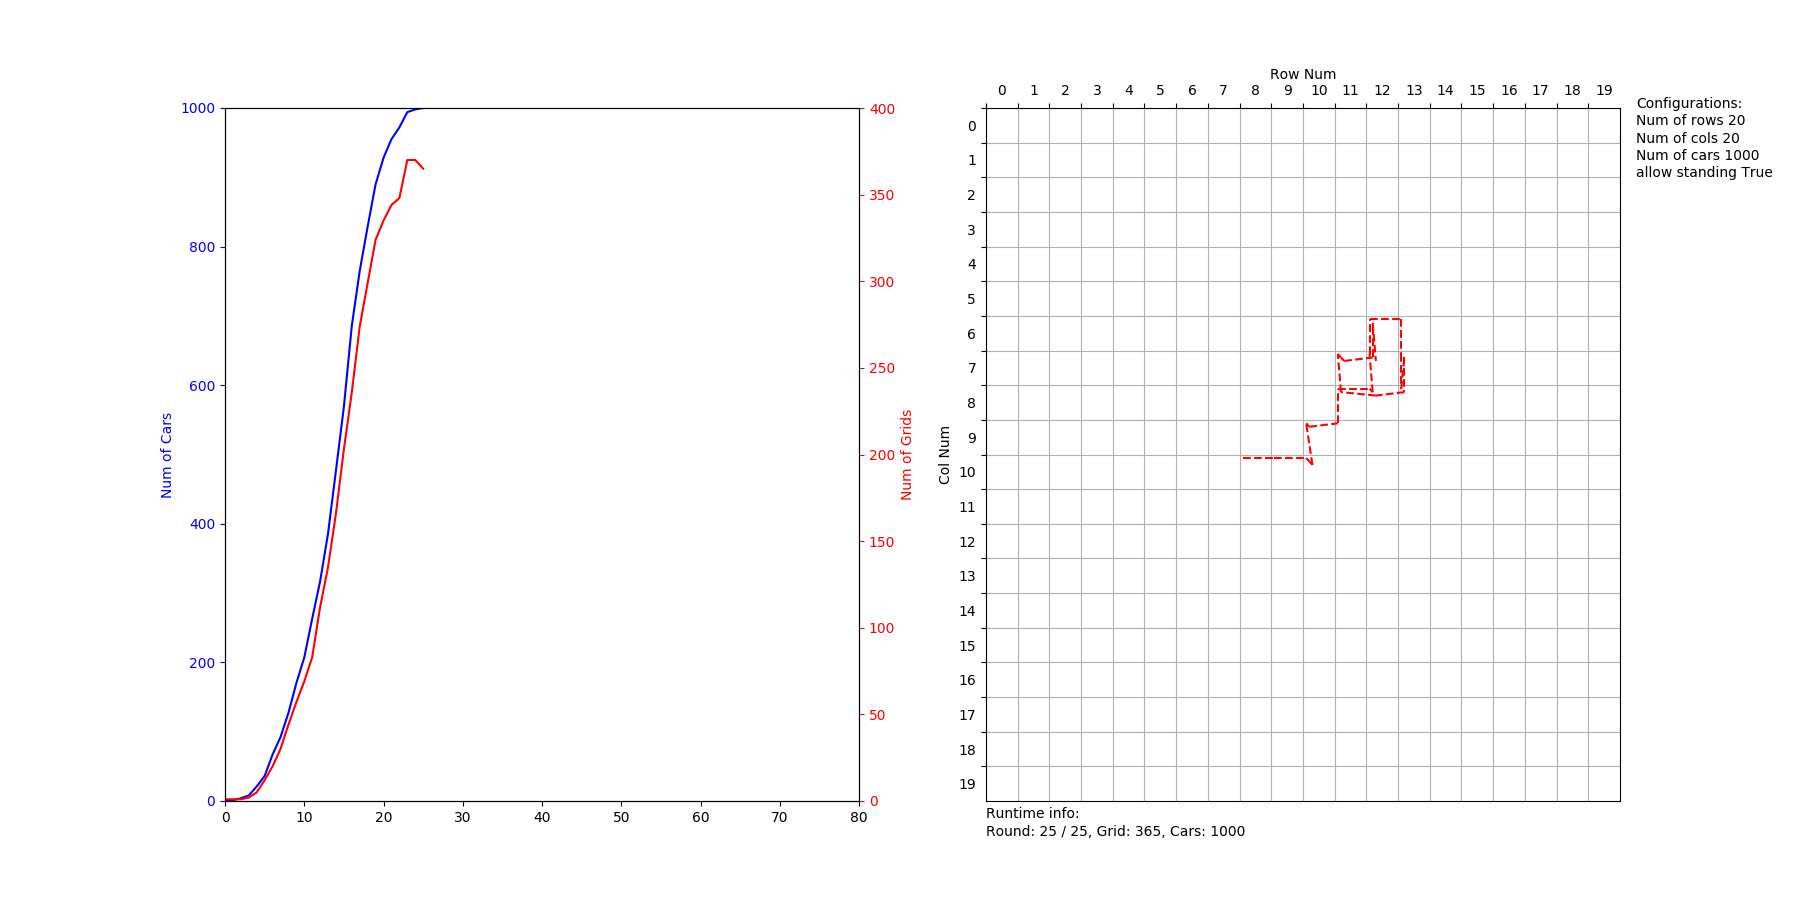 Num of Cars
1000
800
600
400
200
0
0 10 20 30 40 50 60 70 80
400
350
300
250
200
150
100
50
0
Num of Grids
Row Num
0 1 2 3 4 5 6 7 8 9 10 11 12 13 14 15 16 17 18 19
Col Num
0
1
2
3
4
5
6
7
8
9
10
11
12
13
14
15
16
17
18
19
Configurations:
Num of rows 20
Num of cols 20
Num of cars 1000
allow standing True
Runtime info:
Round: 25 / 25, Grid: 365, Cars: 1000